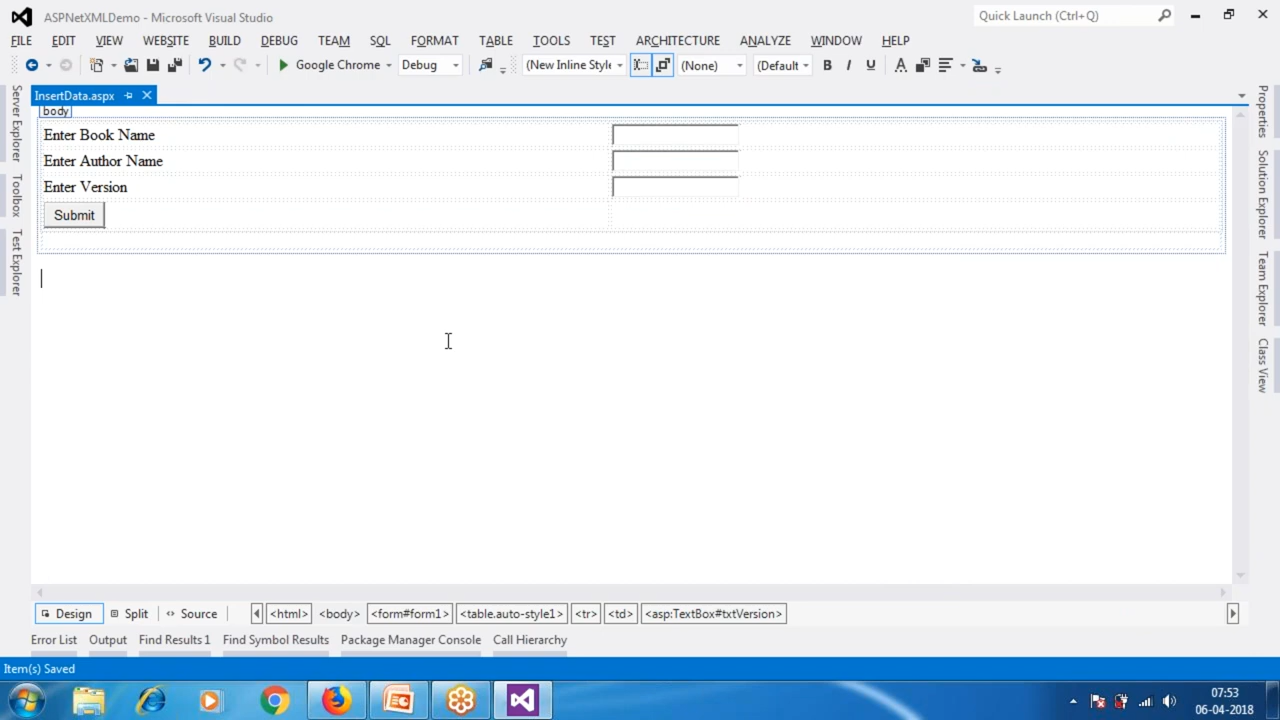 ASPNetXMLDemo - Microsoft Visual Studio
Quick Launch (Ctrl+Q)
FILE EDIT VIEW WEBSITE BUILD DEBUG TEAM SQL FORMAT TABLE TOOLS TEST ARCHITECTURE ANALYZE WINDOW HELP
Google Chrome Debug (New Inline Style (None) (Default B I U A
InsertData.aspx
body
Enter Book Name
Enter Author Name
Enter Version
Submit
Server Explorer
Toolbox
Test Explorer
Properties
Solution Explorer
Team Explorer
Class View
Design Split Source <html> <body> <form#form1> <table.auto-style1> <tr> <td> <asp:TextBox#txtVersion>
Error List Output Find Results 1 Find Symbol Results Package Manager Console Call Hierarchy
Item(s) Saved
07:53
06-04-2018